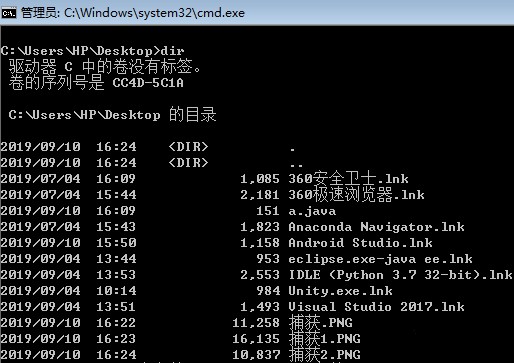 管理员: C:\Windows\system32\cmd.exe
C:\Users\HP\Desktop>dir
驱动器 C 中的卷没有标签。
卷的序列号是 CC4D-5C1A
C:\Users\HP\Desktop 的目录
2019/09/10 16:24 <DIR> .
2019/09/10 16:24 <DIR> ..
2019/07/04 16:09 1,085 360安全卫士.lnk
2019/07/04 15:44 2,181 360极速浏览器.lnk
2019/09/10 16:09 151 a.java
2019/07/04 15:43 1,823 Anaconda Navigator.lnk
2019/09/10 15:50 1,158 Android Studio.lnk
2019/09/04 13:44 953 eclipse.exe-java ee.lnk
2019/09/04 13:53 2,553 IDLE (Python 3.7 32-bit).lnk
2019/09/04 10:14 984 Unity.exe.lnk
2019/09/04 13:51 1,493 Visual Studio 2017.lnk
2019/09/10 16:22 11,258 捕获.PNG
2019/09/10 16:23 16,135 捕获1.PNG
2019/09/10 16:24 10,837 捕获2.PNG